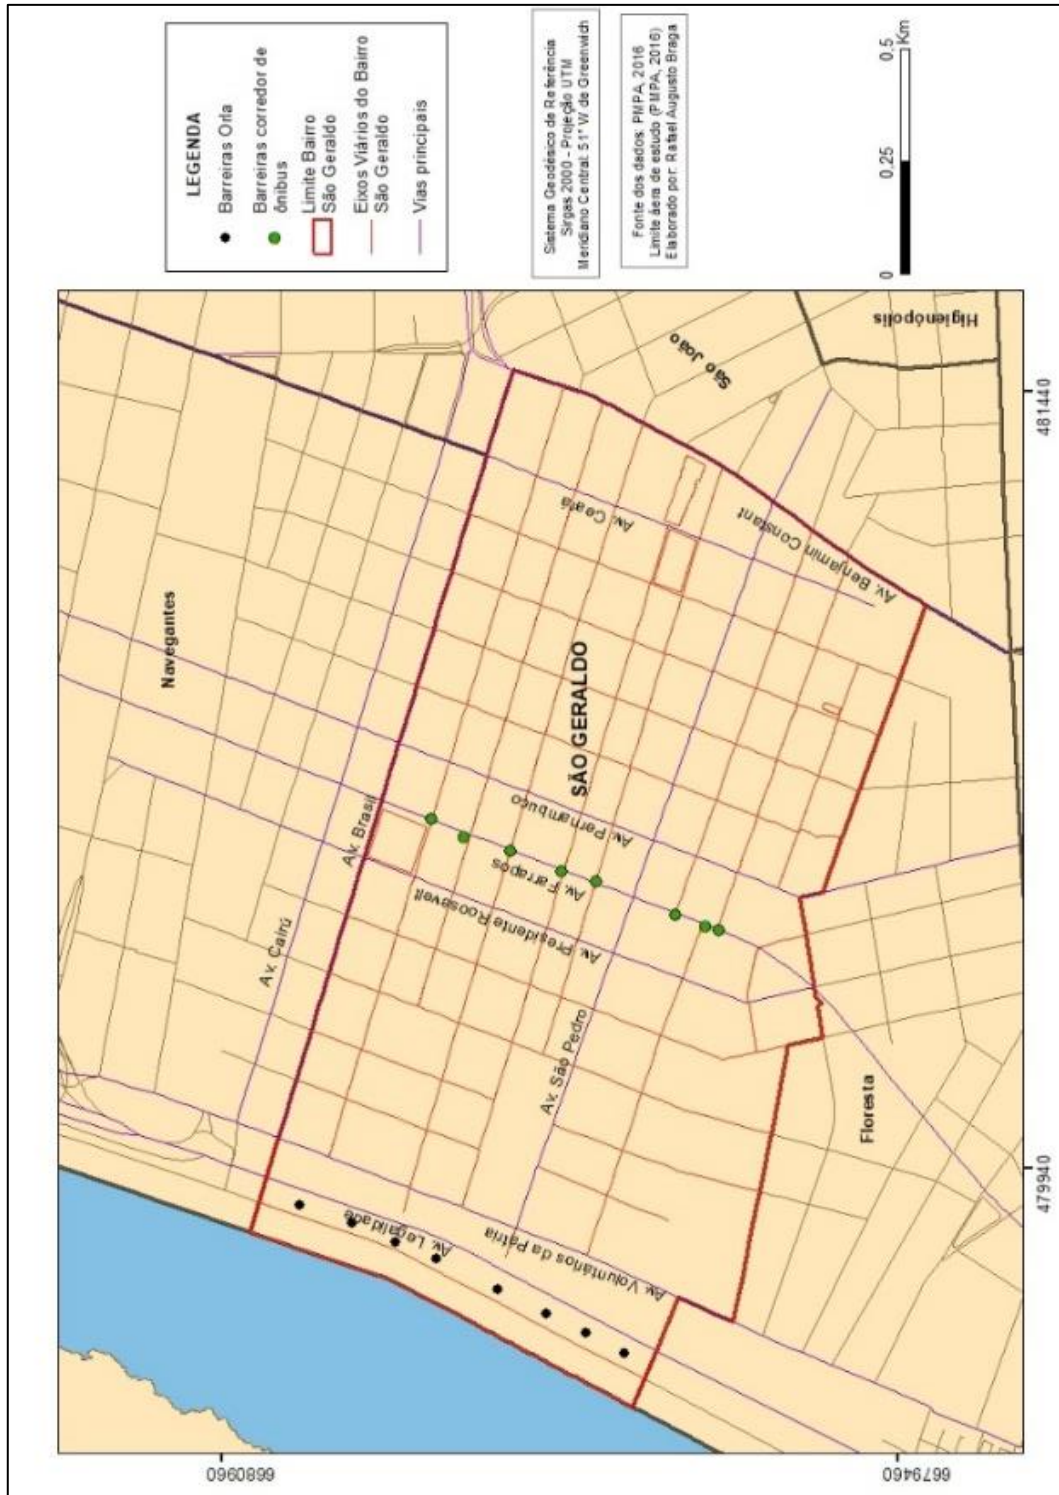 LEGENDA
Barreiras Orla
Barreiras corredor de
ônibus
Limite Bairro
São Geraldo
Eixos Viários do Bairro
São Geraldo
Vias principais
Sistema Geodésico de Referência
Sirgas 2000 - Projeção UTM
Meridiano Central: 51° W de Greenwich
Fonte dos dados: PMPA, 2016
Limite áera de estudo (PMPA, 2016)
Elaborado por: Rafael Augusto Braga
0
0.25
0.5
Km
Navegantes
São João
Higienópolis
Av. Ceará
Av. Benjamin Constant
SÃO GERALDO
Av. Pernambuco
Av. Farrapos
Av. Presidente Roosevelt
Av. Brasil
Av. Cairú
Av. São Pedro
Floresta
Av. Legalidade
Av. Voluntários da Patria
481440
479940
6680960
6679460